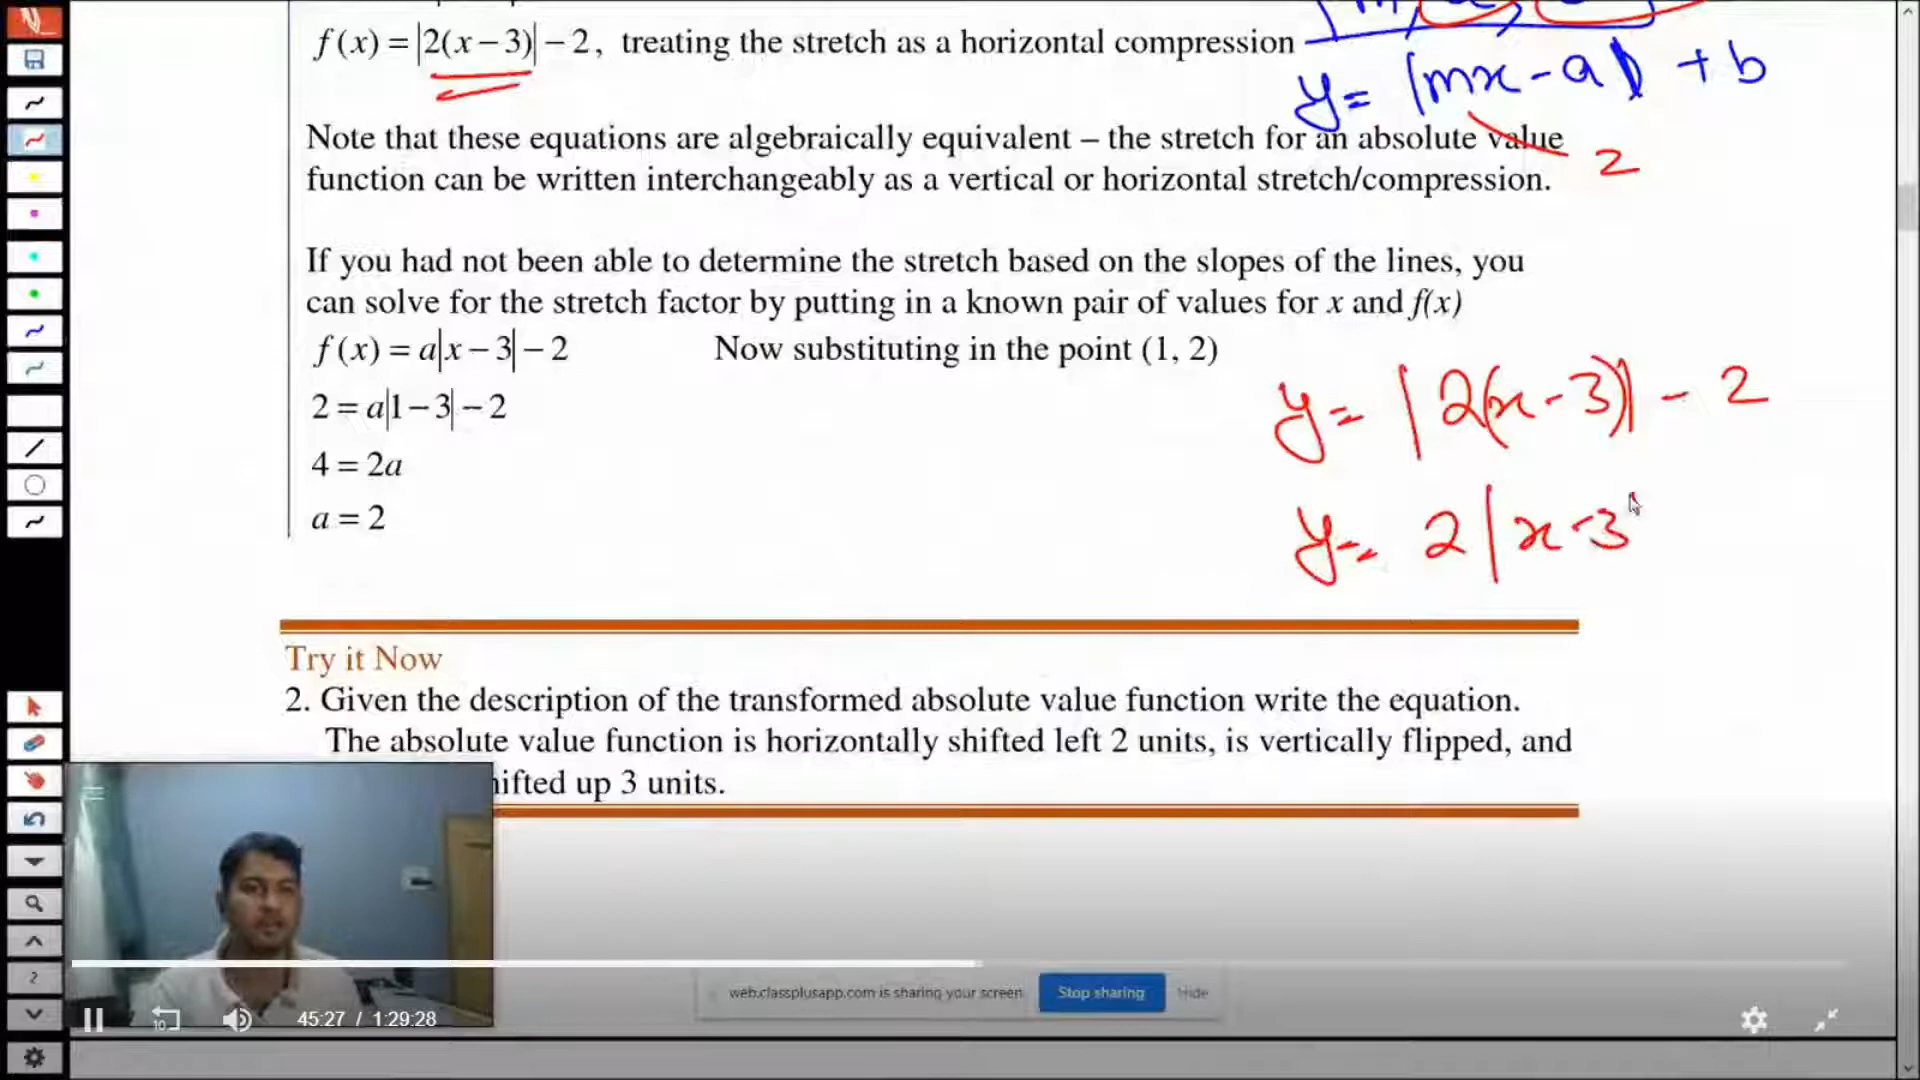 f(x) = |2(x – 3)| – 2, treating the stretch as a horizontal compression
y = |mx - a| + b
Note that these equations are algebraically equivalent – the stretch for an absolute value
2
function can be written interchangeably as a vertical or horizontal stretch/compression.
If you had not been able to determine the stretch based on the slopes of the lines, you
can solve for the stretch factor by putting in a known pair of values for x and f(x)
f(x) = a|x – 3| – 2 Now substituting in the point (1, 2)
y = |2(x - 3)| - 2
2 = a|1 – 3| – 2
4 = 2a
a = 2
y = 2|x - 3
Try it Now
2. Given the description of the transformed absolute value function write the equation.
The absolute value function is horizontally shifted left 2 units, is vertically flipped, and
hifted up 3 units.
2
web.classplusapp.com is sharing your screen. Stop sharing Hide
10
45:27 / 1:29:28